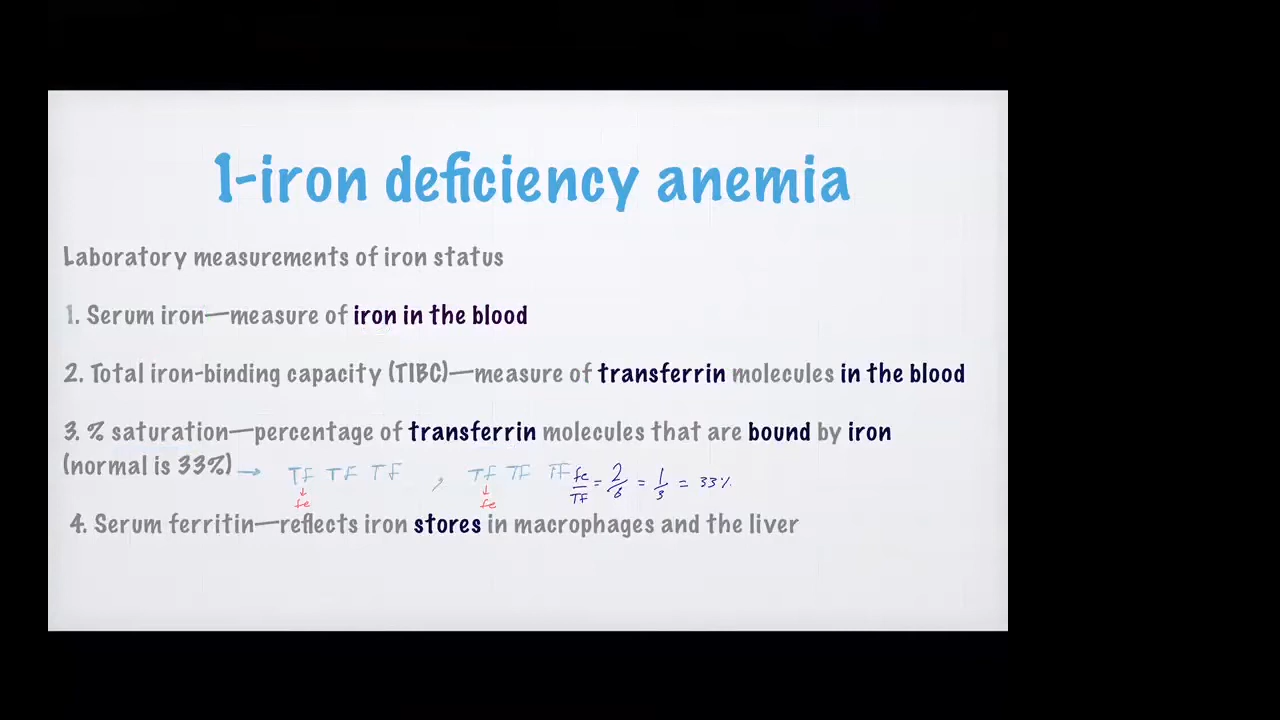 1-iron deficiency anemia
Laboratory measurements of iron status
1. Serum iron—measure of iron in the blood
2. Total iron-binding capacity (TIBC)—measure of transferrin molecules in the blood
3. % saturation—percentage of transferrin molecules that are bound by iron
(normal is 33%) → TF TF TF , TF TF TF Fe/TF = 2/6 = 1/3 = 33%
↓ Fe ↓ Fe
4. Serum ferritin—reflects iron stores in macrophages and the liver